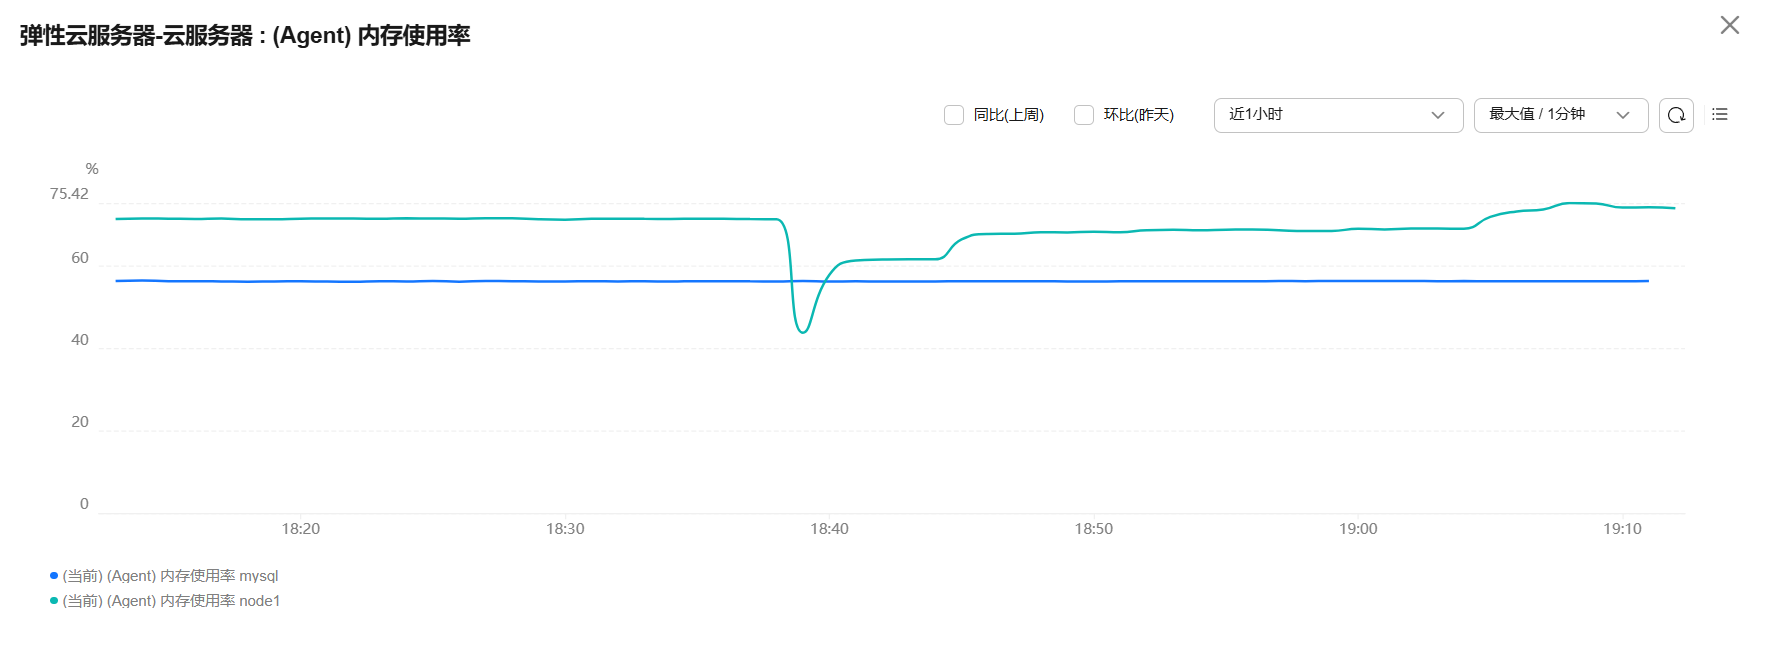 弹性云服务器-云服务器 : (Agent) 内存使用率
同比(上周) 环比(昨天) 近1小时 最大值 / 1分钟
%
75.42
60
40
20
0
18:20 18:30 18:40 18:50 19:00 19:10
(当前) (Agent) 内存使用率 mysql
(当前) (Agent) 内存使用率 node1